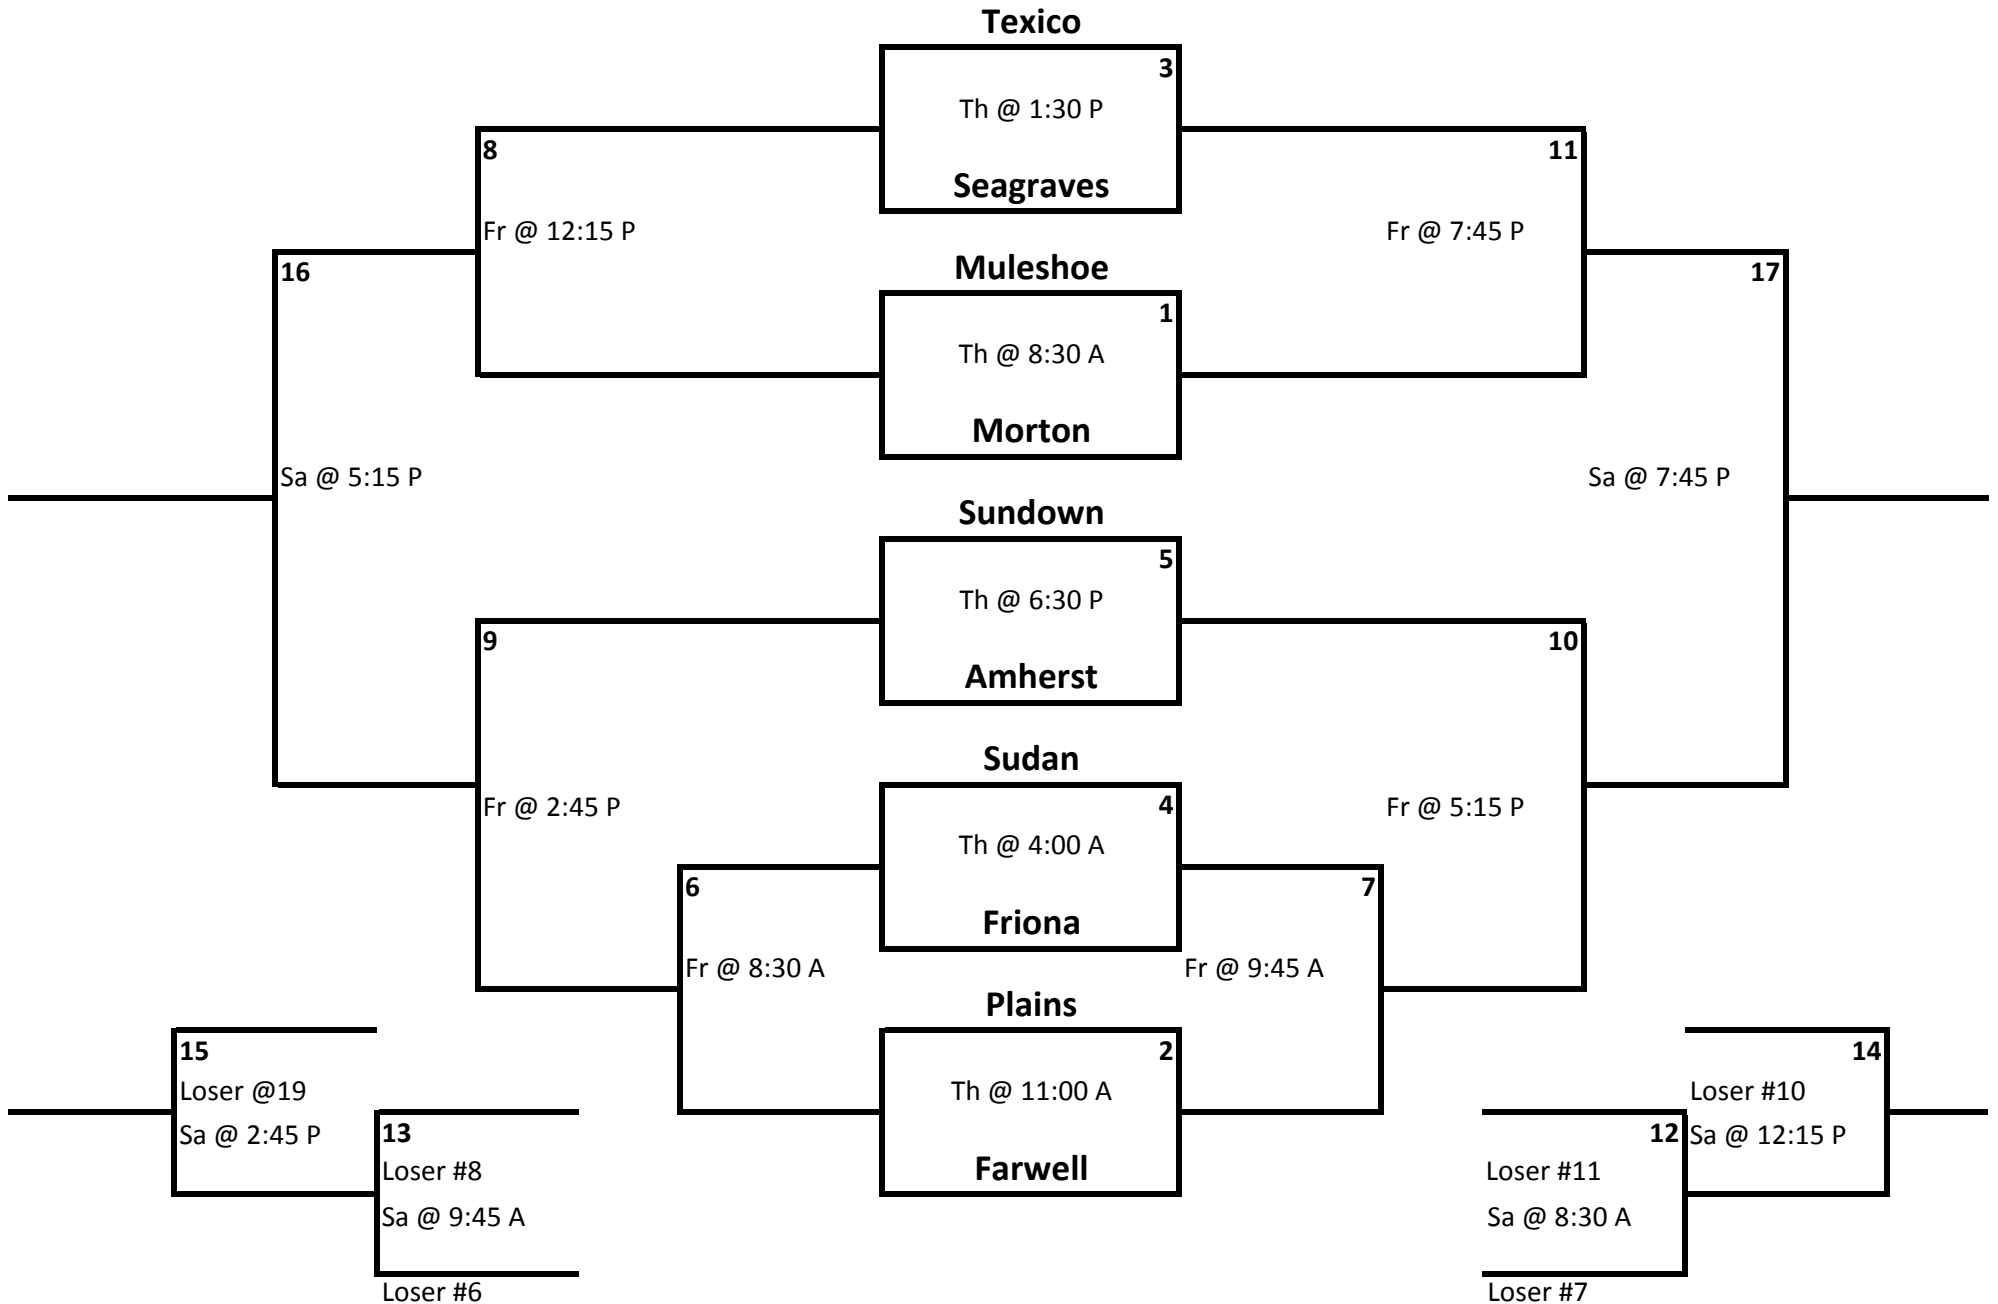 Texico
3
Th @ 1:30 P
8
11
Seagraves
Fr @ 12:15 P
Fr @ 7:45 P
Muleshoe
16
17
1
Th @ 8:30 A
Morton
Sa @ 5:15 P
Sa @ 7:45 P
Sundown
5
Th @ 6:30 P
9
10
Amherst
Sudan
Fr @ 2:45 P
4
Fr @ 5:15 P
Th @ 4:00 A
6
7
Friona
Fr @ 8:30 A
Fr @ 9:45 A
Plains
15
2
14
Loser @19
Th @ 11:00 A
Loser #10
Sa @ 2:45 P
13
12
Sa @ 12:15 P
Loser #8
Farwell
Loser #11
Sa @ 9:45 A
Sa @ 8:30 A
Loser #6
Loser #7